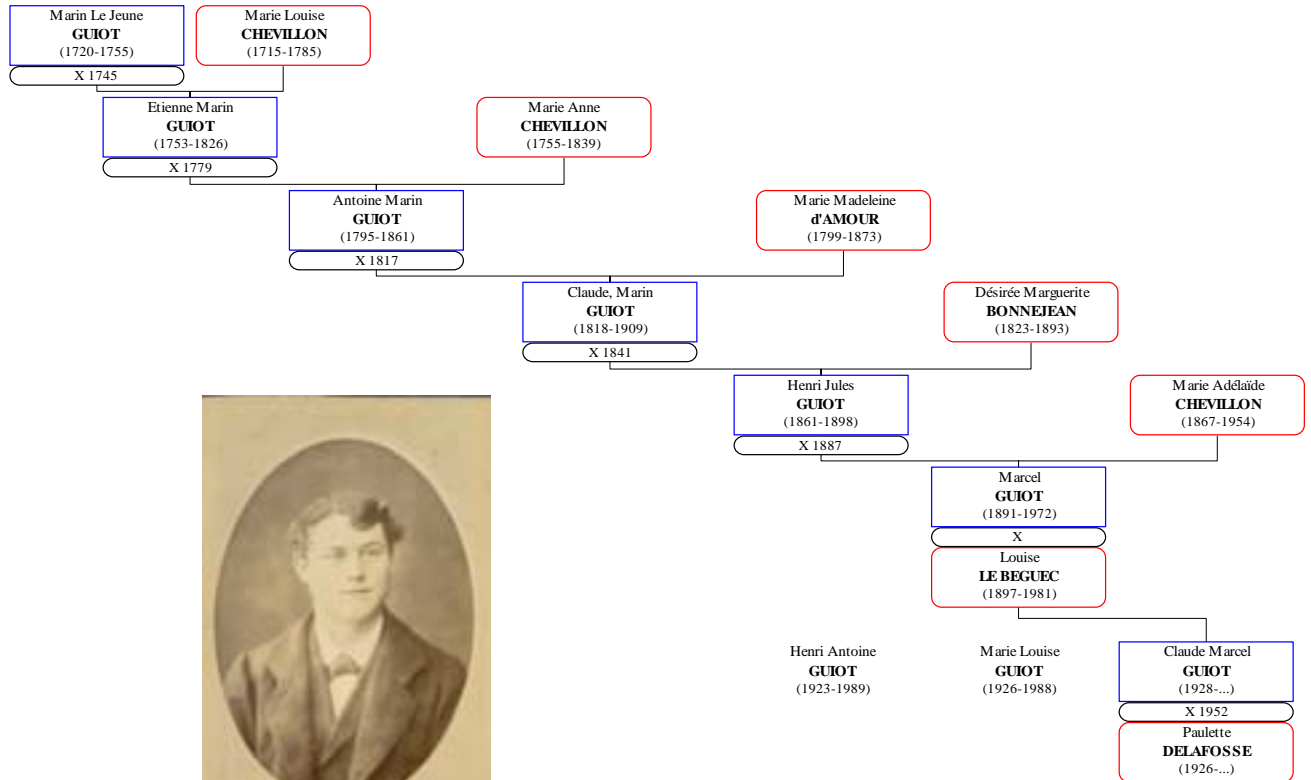 Marin Le Jeune
GUIOT
(1720-1755)
X 1745
Marie Louise
CHEVILLON
(1715-1785)
Etienne Marin
GUIOT
(1753-1826)
X 1779
Marie Anne
CHEVILLON
(1755-1839)
Antoine Marin
GUIOT
(1795-1861)
X 1817
Marie Madeleine
d'AMOUR
(1799-1873)
Claude, Marin
GUIOT
(1818-1909)
X 1841
Désirée Marguerite
BONNEJEAN
(1823-1893)
Henri Jules
GUIOT
(1861-1898)
X 1887
Marie Adélaïde
CHEVILLON
(1867-1954)
Marcel
GUIOT
(1891-1972)
X
Louise
LE BEGUEC
(1897-1981)
Henri Antoine
GUIOT
(1923-1989)
Marie Louise
GUIOT
(1926-1988)
Claude Marcel
GUIOT
(1928-...)
X 1952
Paulette
DELAFOSSE
(1926-...)